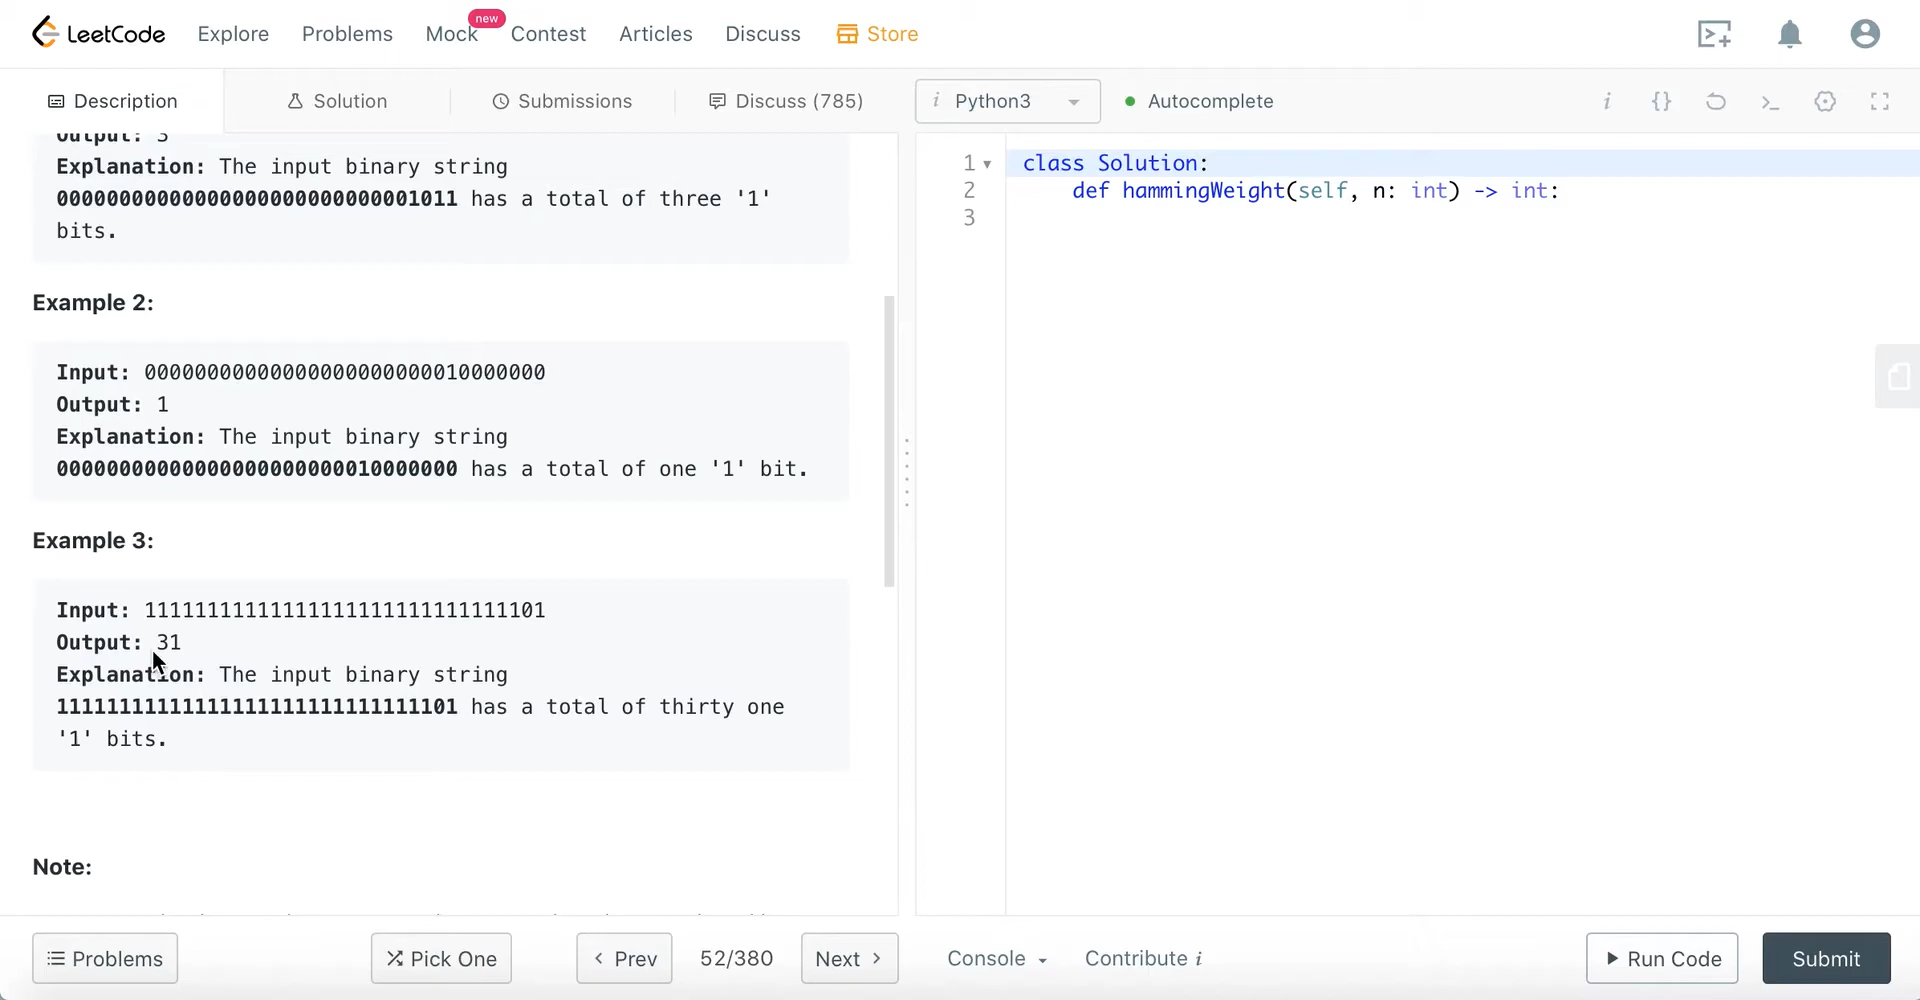 LeetCode Explore Problems Mock new Contest Articles Discuss Store
Description Solution Submissions Discuss (785) i Python3 Autocomplete i {}
Output: 3
Explanation: The input binary string
00000000000000000000000000001011 has a total of three '1'
bits.
Example 2:
Input: 00000000000000000000000010000000
Output: 1
Explanation: The input binary string
00000000000000000000000010000000 has a total of one '1' bit.
Example 3:
Input: 11111111111111111111111111111101
Output: 31
Explanation: The input binary string
11111111111111111111111111111101 has a total of thirty one
'1' bits.
Note:
1 class Solution:
2 def hammingWeight(self, n: int) -> int:
3
Problems Pick One Prev 52/380 Next Console Contribute i Run Code Submit